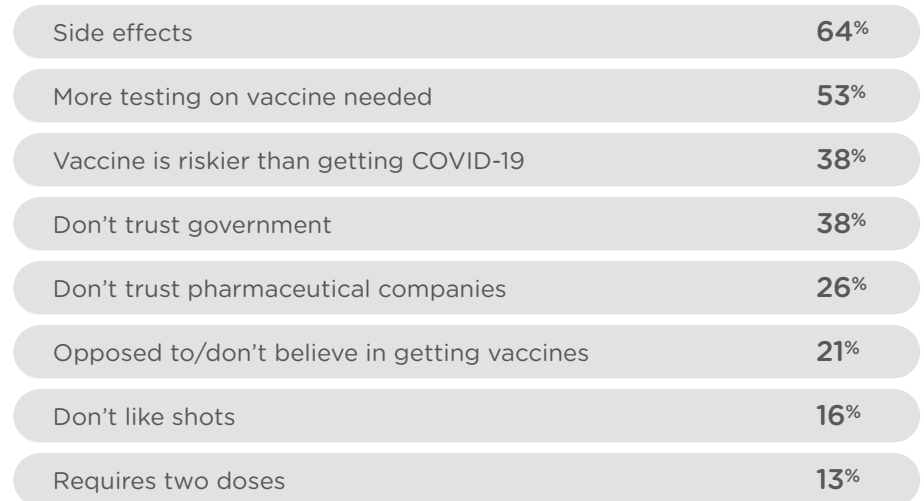 Side effects 64%
More testing on vaccine needed 53%
Vaccine is riskier than getting COVID-19 38%
Don't trust government 38%
Don't trust pharmaceutical companies 26%
Opposed to/don't believe in getting vaccines 21%
Don't like shots 16%
Requires two doses 13%